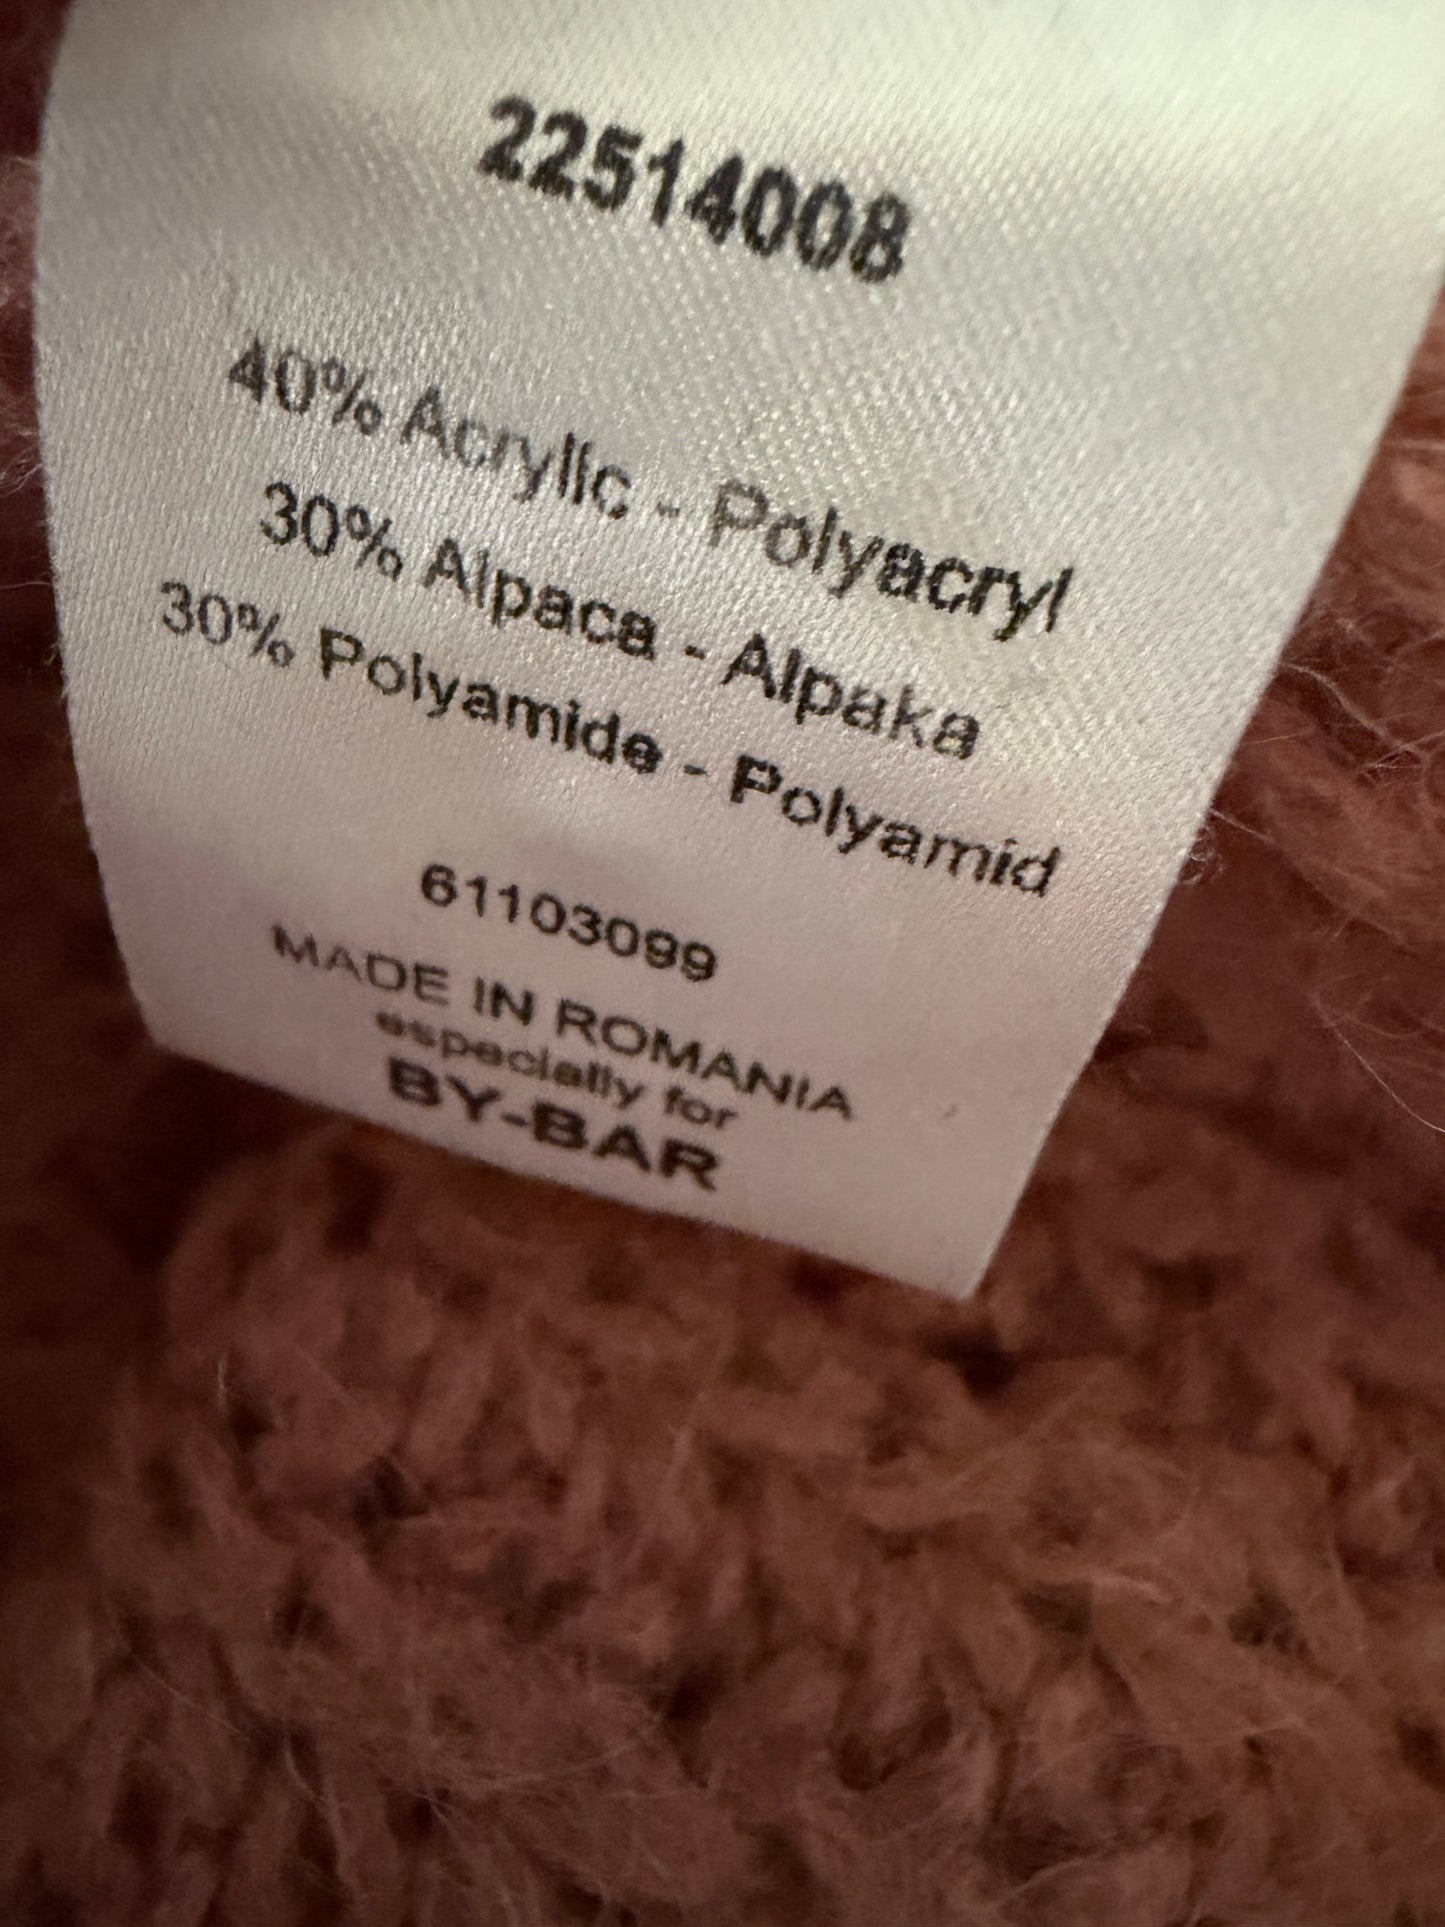 22514008
40% Acrylic - Polyacryl
30% Alpaca - Alpaka
30% Polyamide - Polyamid
61103099
MADE IN ROMANIA
especially for
BY-BAR